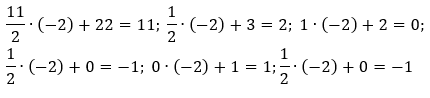 11/2 · (−2) + 22 = 11; 1/2 · (−2) + 3 = 2; 1 · (−2) + 2 = 0;
1/2 · (−2) + 0 = −1; 0 · (−2) + 1 = 1; 1/2 · (−2) + 0 = −1